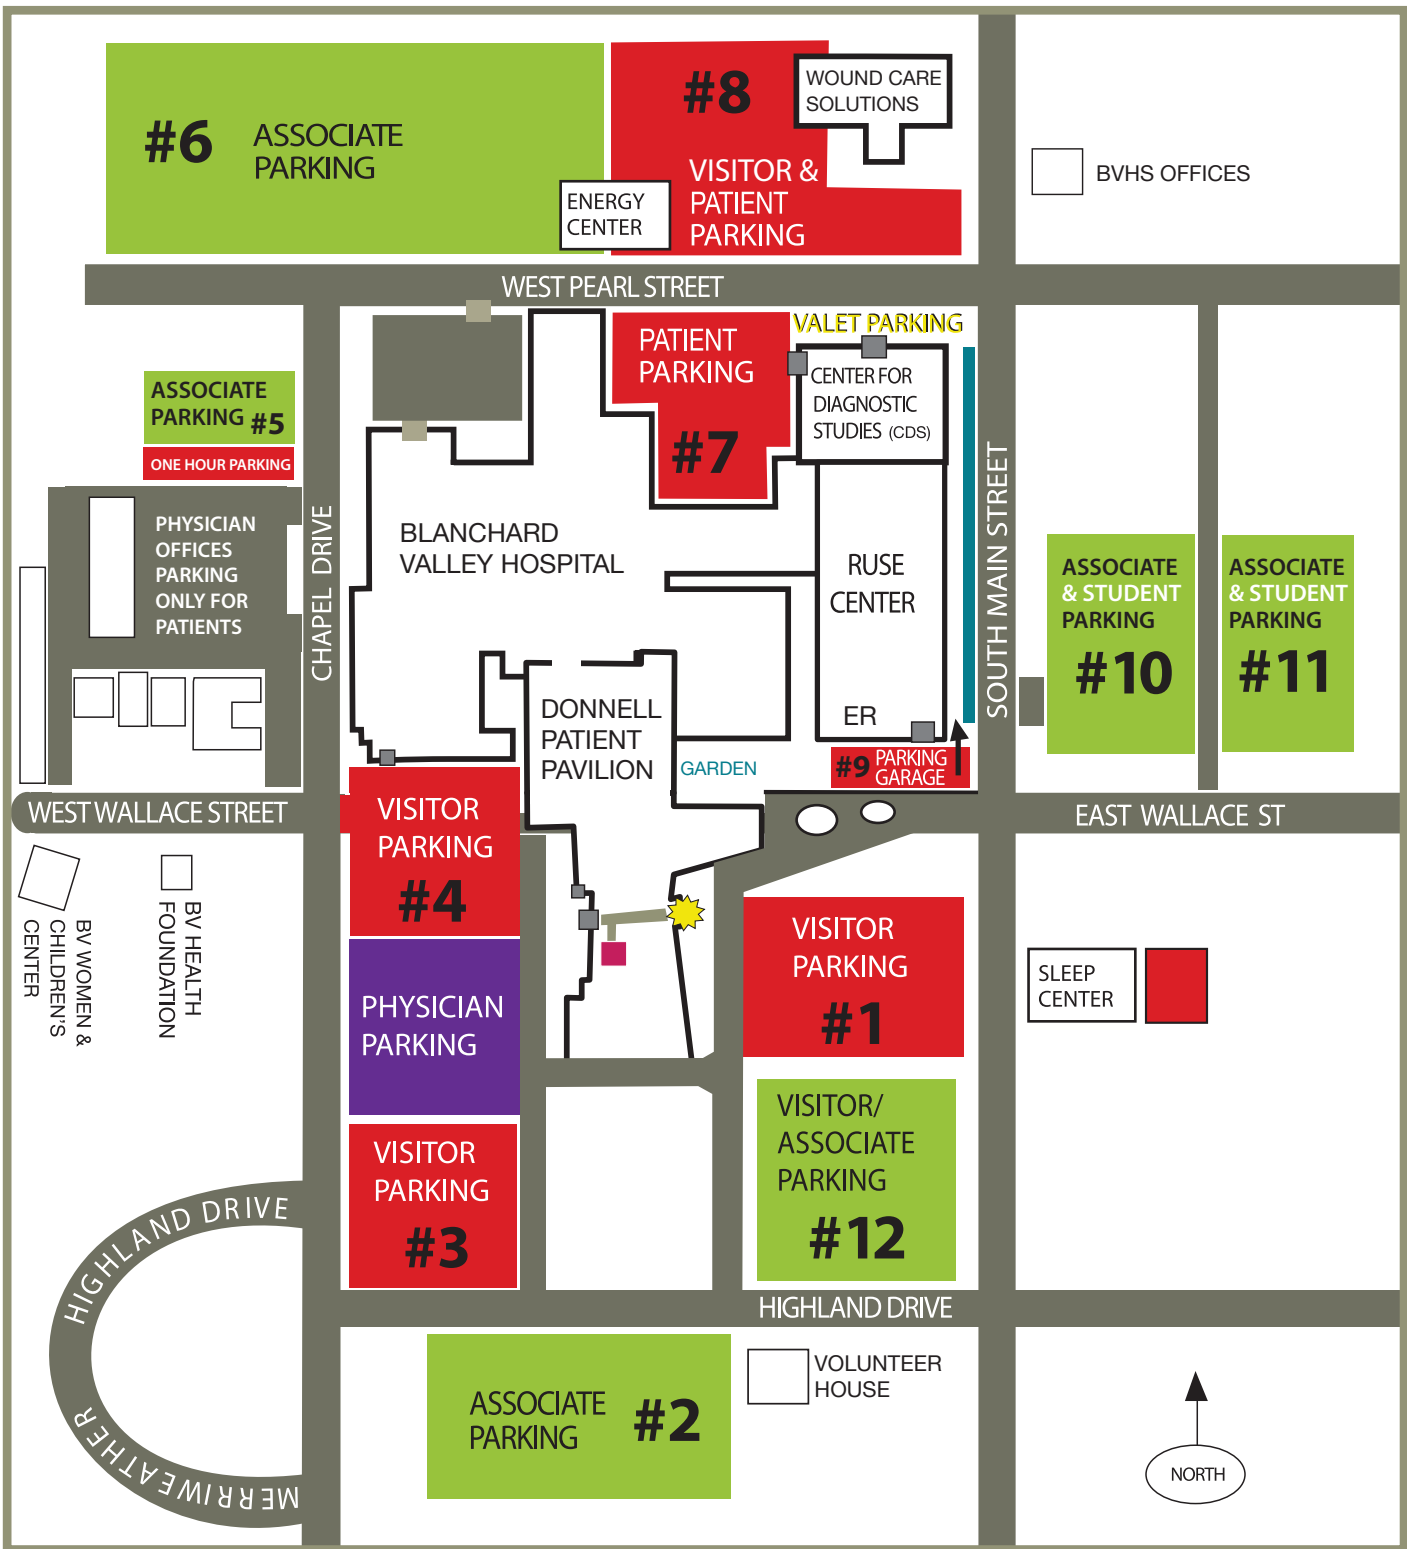 #6 ASSOCIATE
PARKING
#8
WOUND CARE
SOLUTIONS
VISITOR &
PATIENT
PARKING
ENERGY
CENTER
BVHS OFFICES
WEST PEARL STREET
VALET PARKING
PATIENT
PARKING
#7
CENTER FOR
DIAGNOSTIC
STUDIES (CDS)
ASSOCIATE
PARKING #5
ONE HOUR PARKING
PHYSICIAN
OFFICES
PARKING
ONLY FOR
PATIENTS
CHAPEL DRIVE
BLANCHARD
VALLEY HOSPITAL
RUSE
CENTER
ER
SOUTH MAIN STREET
ASSOCIATE
& STUDENT
PARKING
#10
ASSOCIATE
& STUDENT
PARKING
#11
DONNELL
PATIENT
PAVILION
GARDEN
#9 PARKING
GARAGE
WEST WALLACE STREET
EAST WALLACE ST
VISITOR
PARKING
#4
BV WOMEN &
CHILDREN'S
CENTER
BV HEALTH
FOUNDATION
VISITOR
PARKING
#1
SLEEP
CENTER
PHYSICIAN
PARKING
VISITOR/
ASSOCIATE
PARKING
#12
VISITOR
PARKING
#3
HIGHLAND DRIVE
HIGHLAND DRIVE
MERRIWEATHER
ASSOCIATE
PARKING #2
VOLUNTEER
HOUSE
NORTH